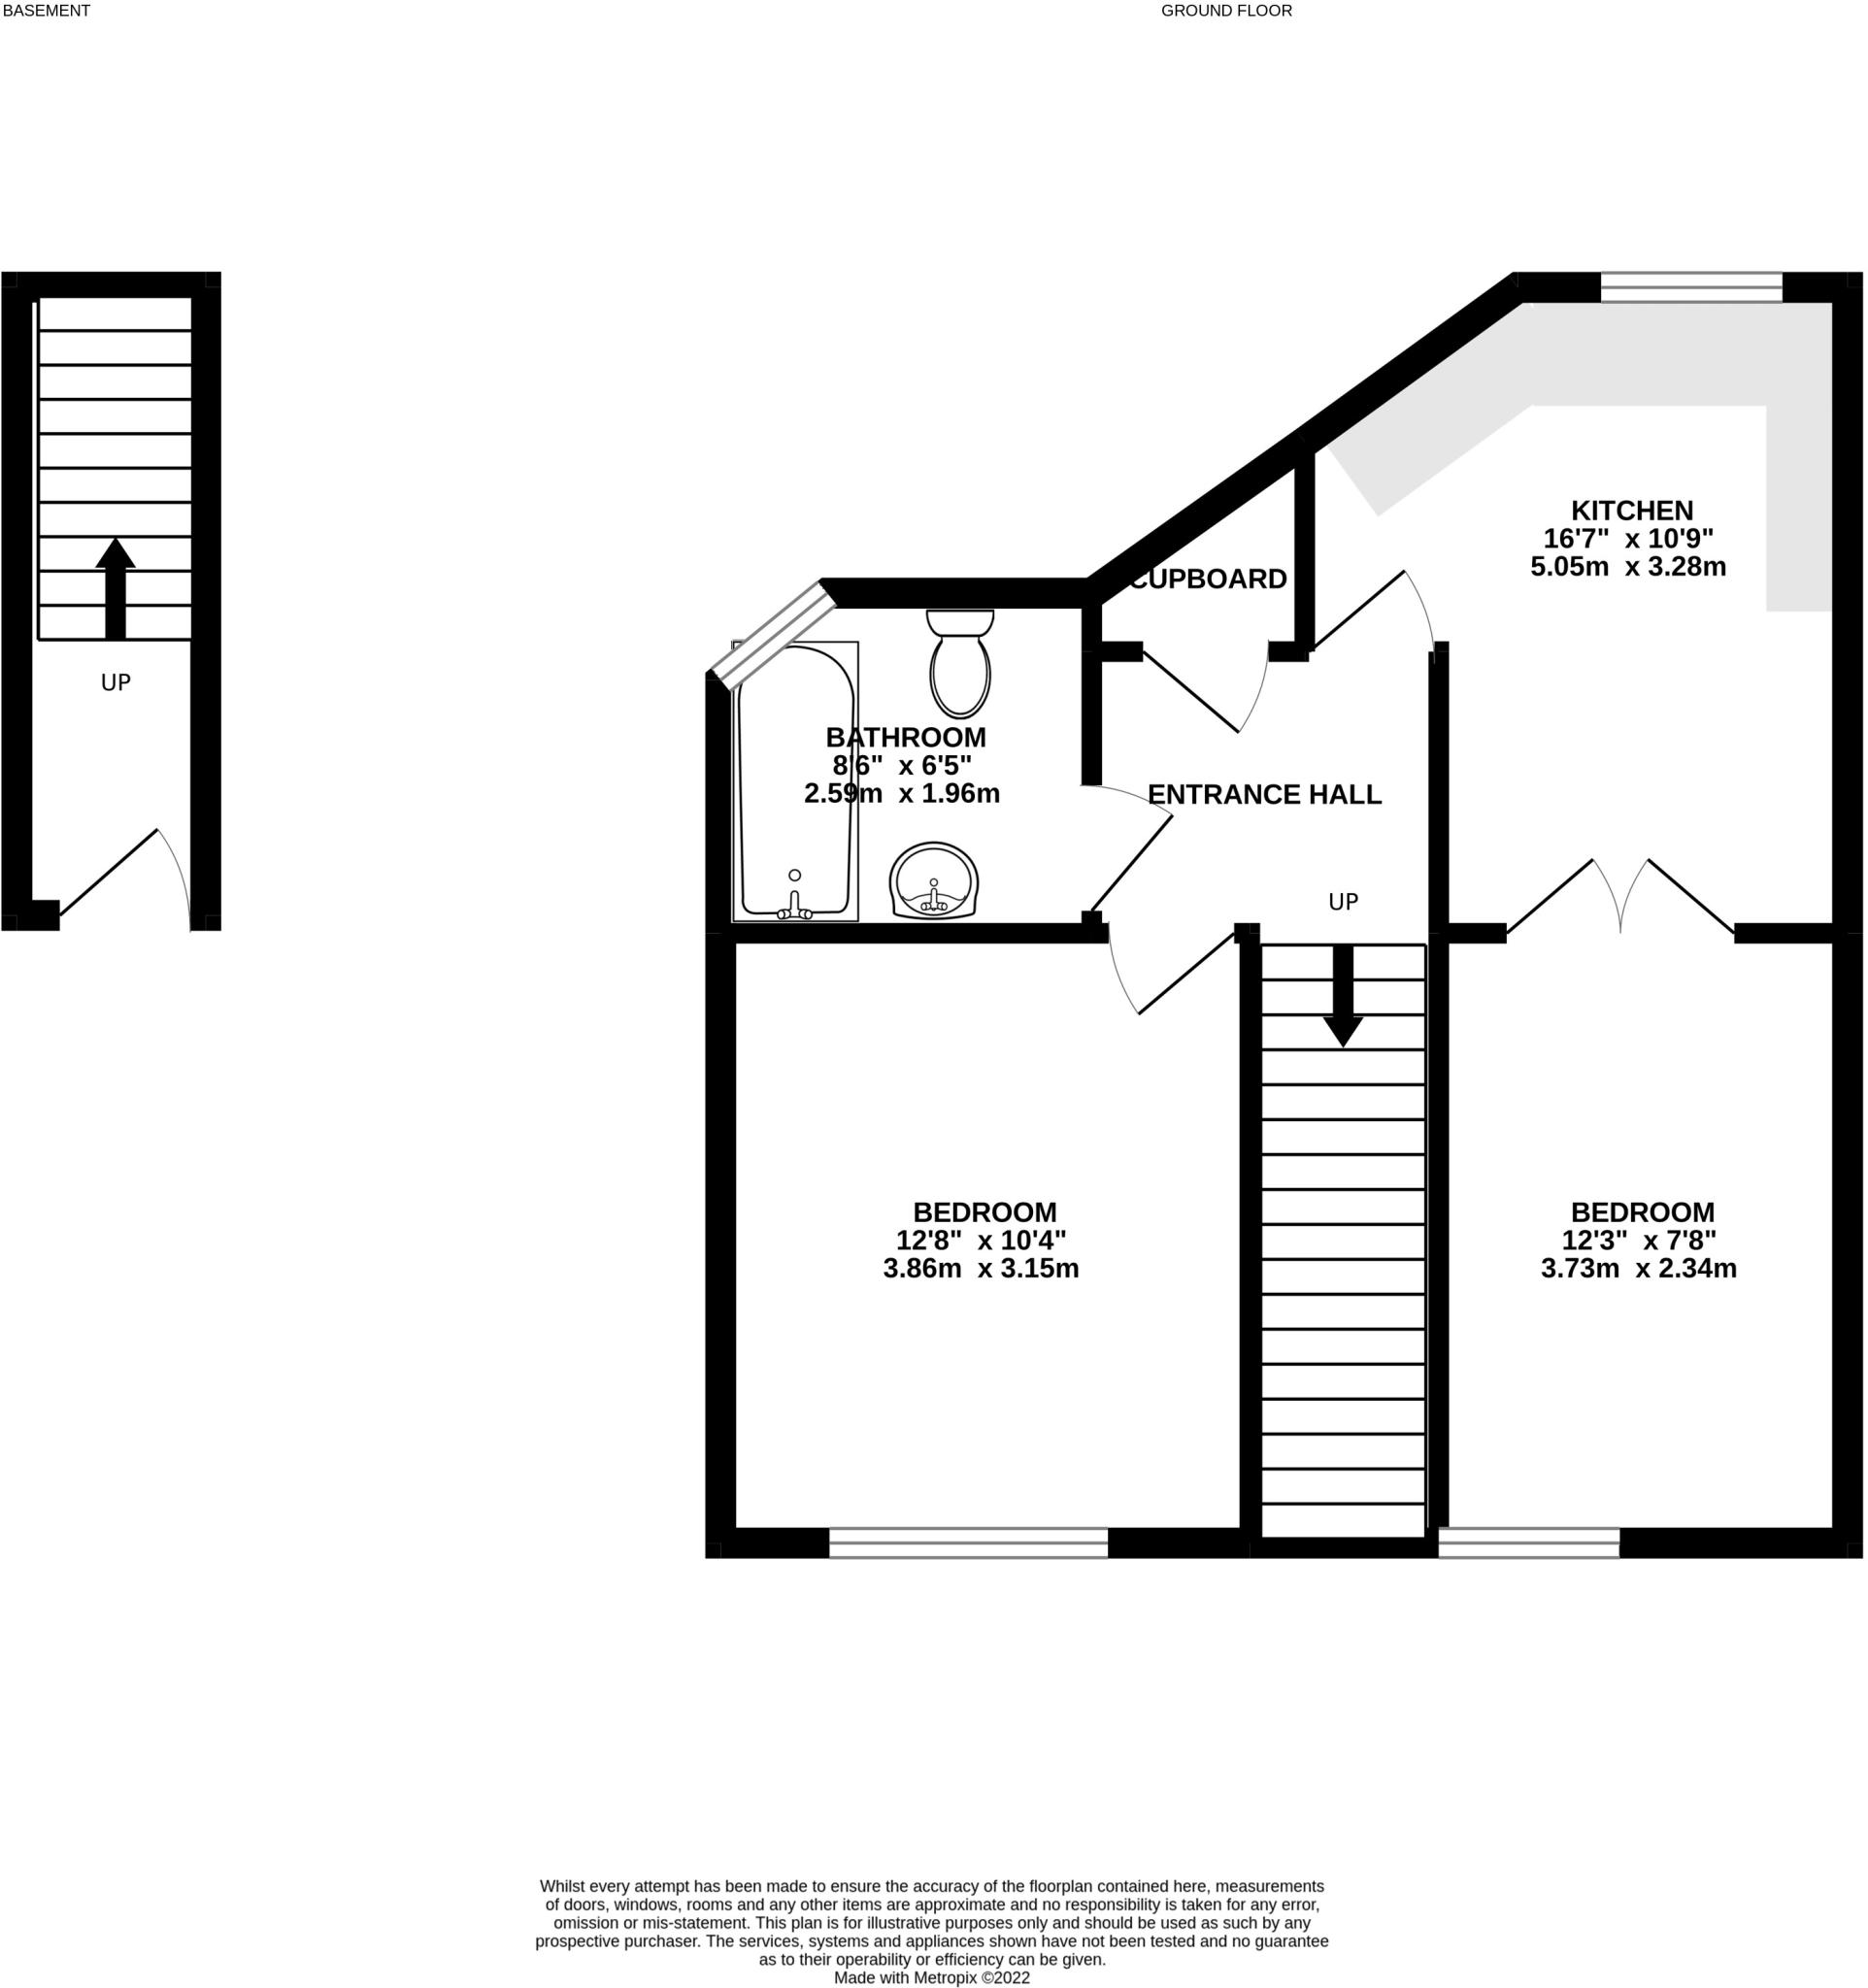 BASEMENT
GROUND FLOOR
KITCHEN
16'7" x 10'9"
5.05m x 3.28m
CUPBOARD
UP
BATHROOM
8'6" x 6'5"
2.59m x 1.96m
ENTRANCE HALL
UP
BEDROOM
12'8" x 10'4"
3.86m x 3.15m
BEDROOM
12'3" x 7'8"
3.73m x 2.34m
Whilst every attempt has been made to ensure the accuracy of the floorplan contained here, measurements
of doors, windows, rooms and any other items are approximate and no responsibility is taken for any error,
omission or mis-statement. This plan is for illustrative purposes only and should be used as such by any
prospective purchaser. The services, systems and appliances shown have not been tested and no guarantee
as to their operability or efficiency can be given.
Made with Metropix ©2022